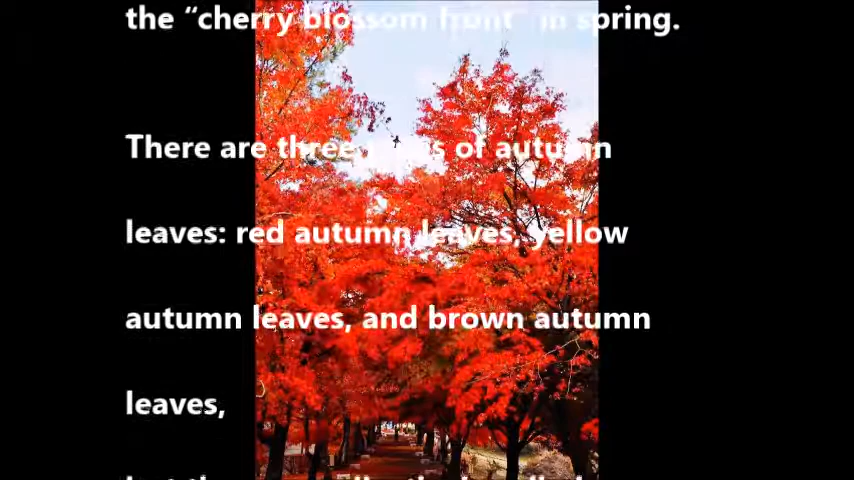 the “cherry blossom front” in spring.
There are three of autumn
leaves: red autumn leaves, yellow
autumn leaves, and brown autumn
leaves,